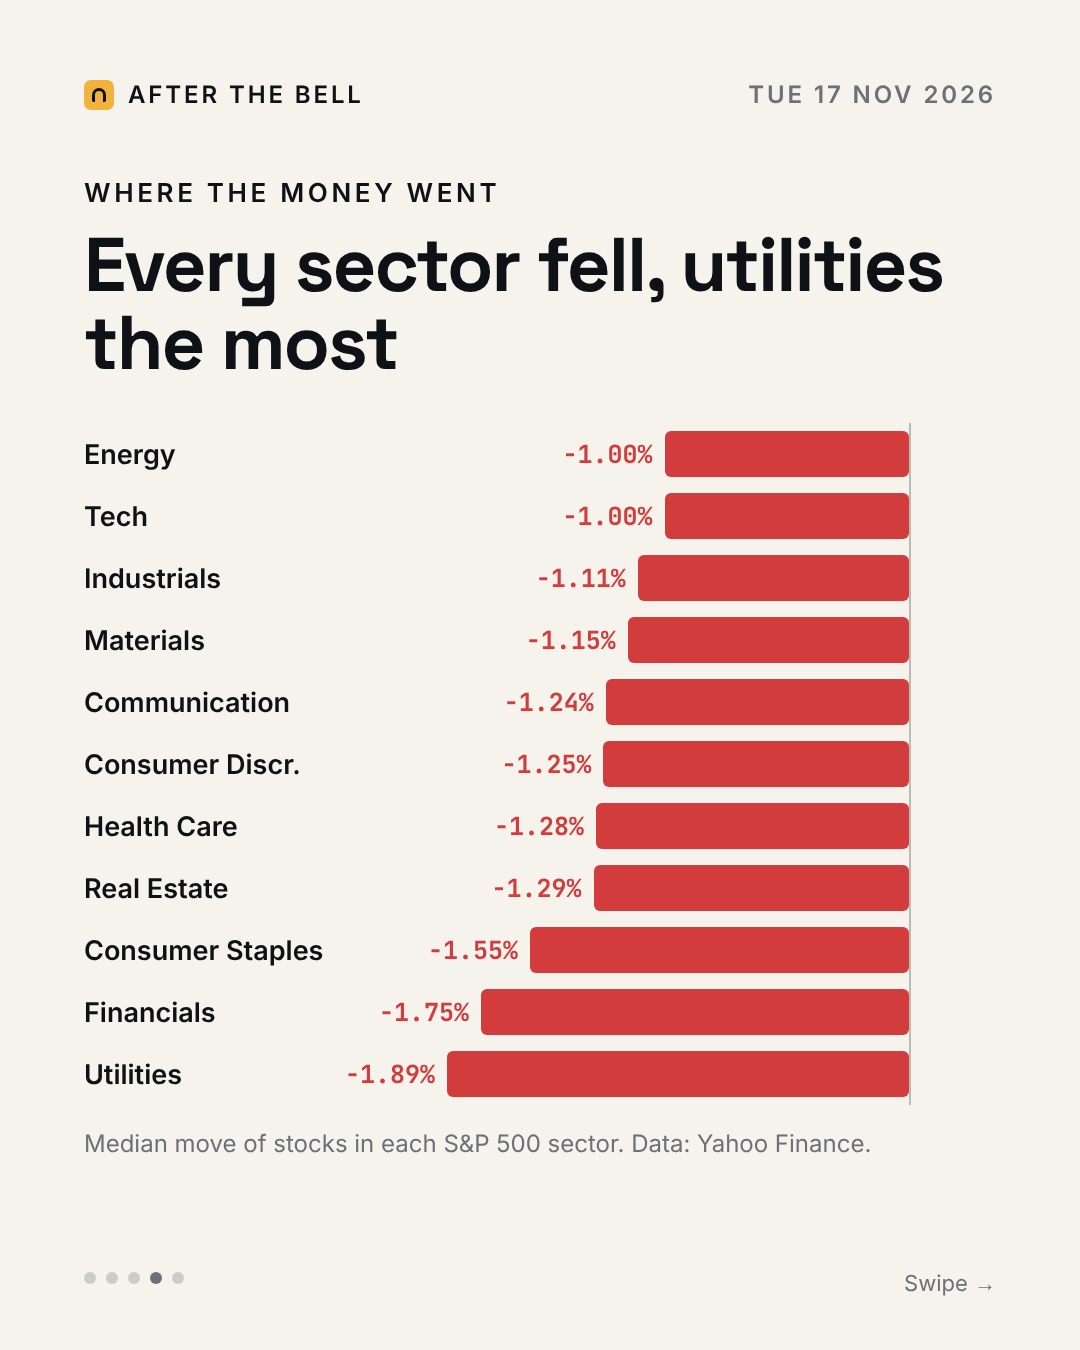 AFTER THE BELL
TUE 17 NOV 2026
WHERE THE MONEY WENT
Every sector fell, utilities
the most
Energy -1.00%
Tech -1.00%
Industrials -1.11%
Materials -1.15%
Communication -1.24%
Consumer Discr. -1.25%
Health Care -1.28%
Real Estate -1.29%
Consumer Staples -1.55%
Financials -1.75%
Utilities -1.89%
Median move of stocks in each S&P 500 sector. Data: Yahoo Finance.
Swipe →